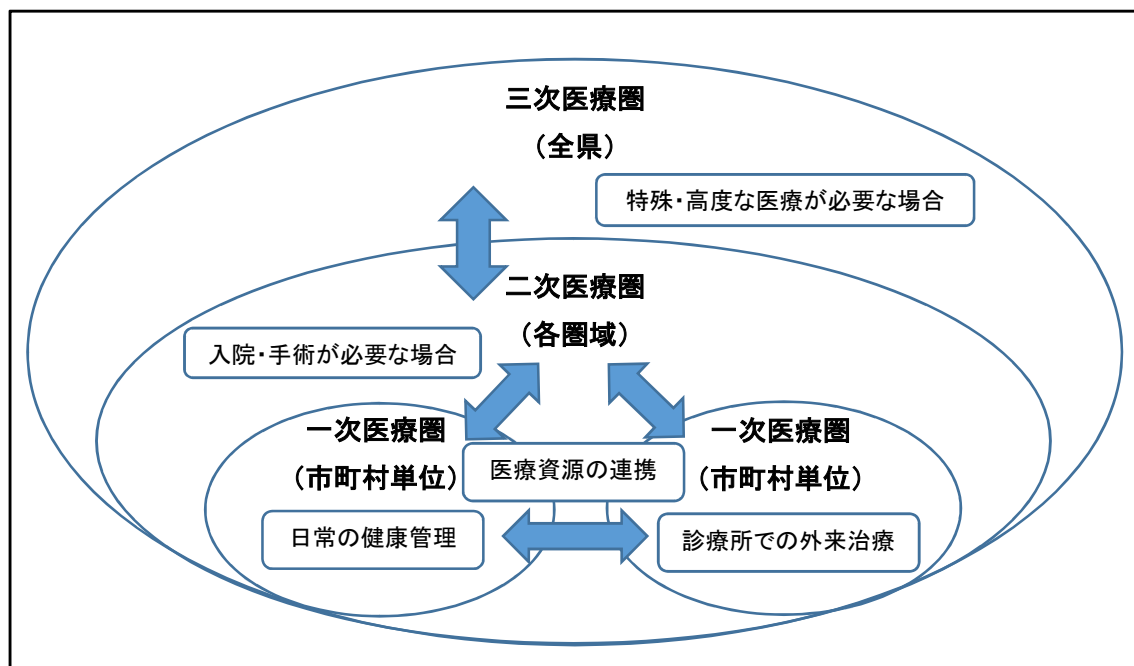 三次医療圏
（全県）
特殊・高度な医療が必要な場合
二次医療圏
（各圏域）
入院・手術が必要な場合
一次医療圏
（市町村単位）
一次医療圏
（市町村単位）
医療資源の連携
日常の健康管理
診療所での外来治療